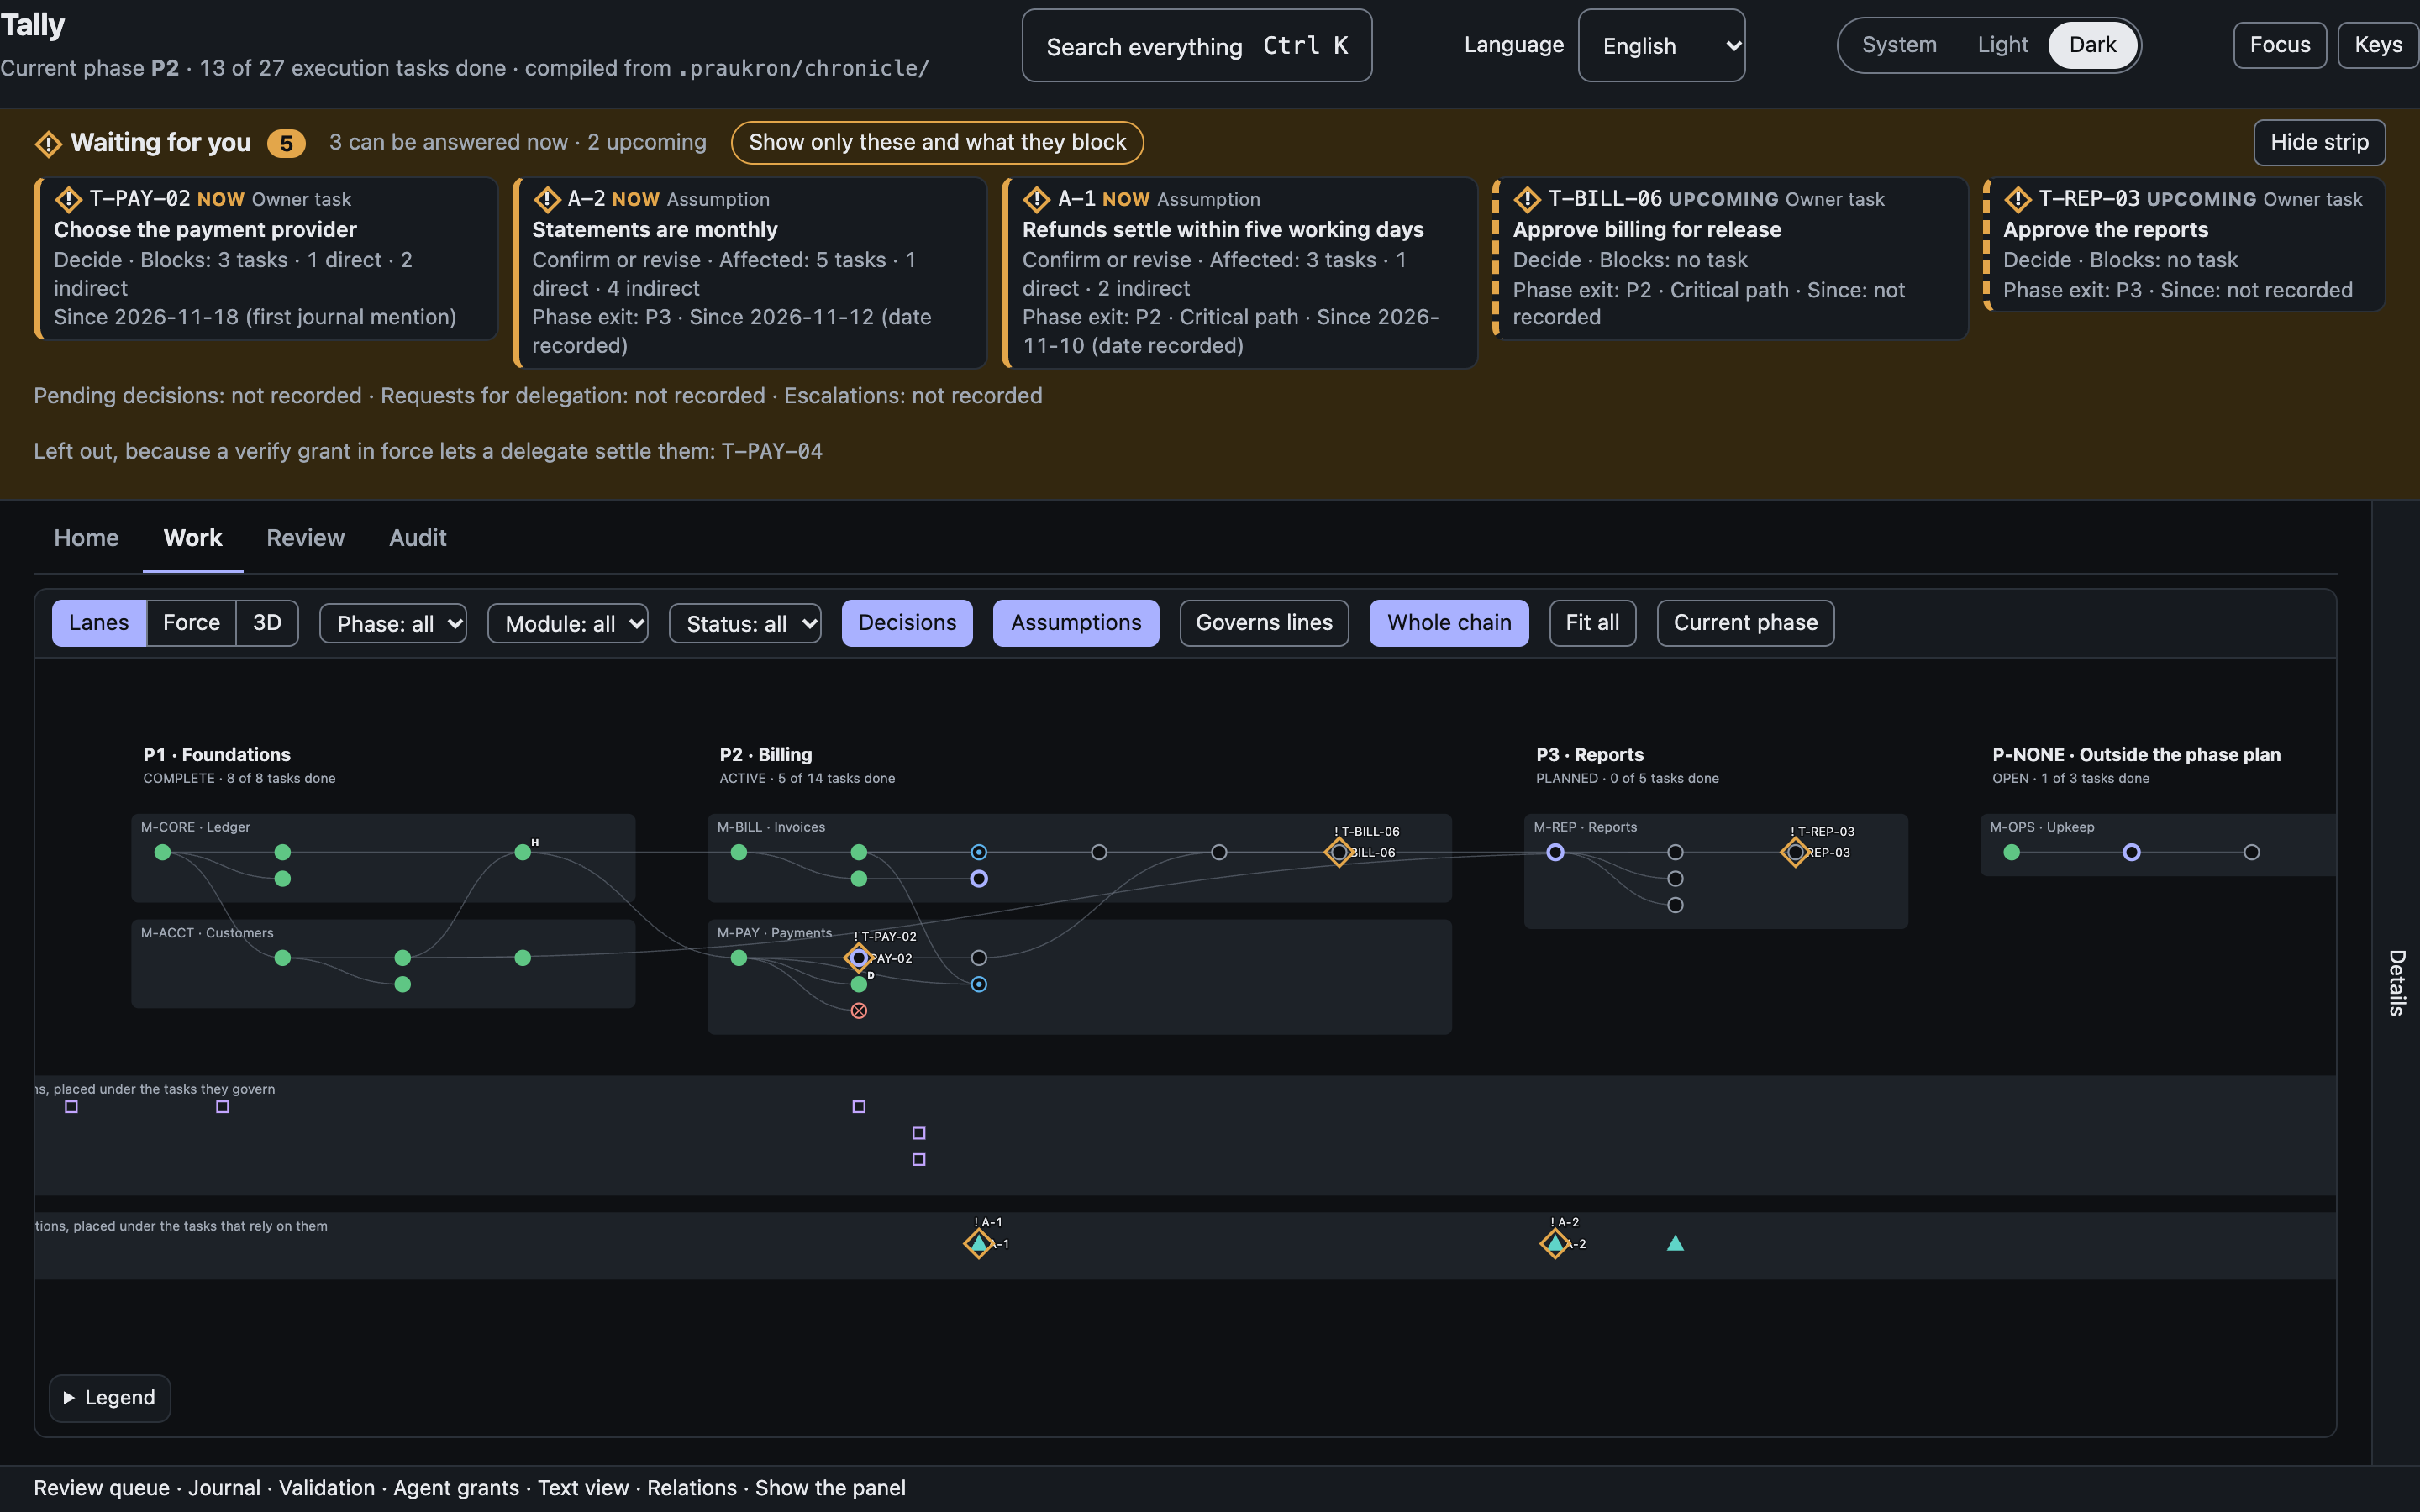 Tally
Current phase P2 · 13 of 27 execution tasks done · compiled from .praukron/chronicle/
Search everything Ctrl K
Language
English
System
Light
Dark
Focus
Keys
Waiting for you 5 3 can be answered now · 2 upcoming
Show only these and what they block
Hide strip
! T-PAY-02 NOW Owner task
Choose the payment provider
Decide · Blocks: 3 tasks · 1 direct · 2
indirect
Since 2026-11-18 (first journal mention)
! A-2 NOW Assumption
Statements are monthly
Confirm or revise · Affected: 5 tasks · 1
direct · 4 indirect
Phase exit: P3 · Since 2026-11-12 (date
recorded)
! A-1 NOW Assumption
Refunds settle within five working days
Confirm or revise · Affected: 3 tasks · 1
direct · 2 indirect
Phase exit: P2 · Critical path · Since 2026-
11-10 (date recorded)
! T-BILL-06 UPCOMING Owner task
Approve billing for release
Decide · Blocks: no task
Phase exit: P2 · Critical path · Since: not
recorded
! T-REP-03 UPCOMING Owner task
Approve the reports
Decide · Blocks: no task
Phase exit: P3 · Since: not recorded
Pending decisions: not recorded · Requests for delegation: not recorded · Escalations: not recorded
Left out, because a verify grant in force lets a delegate settle them: T-PAY-04
Home
Work
Review
Audit
Details
Lanes
Force
3D
Phase: all
Module: all
Status: all
Decisions
Assumptions
Governs lines
Whole chain
Fit all
Current phase
P1 · Foundations
COMPLETE · 8 of 8 tasks done
P2 · Billing
ACTIVE · 5 of 14 tasks done
P3 · Reports
PLANNED · 0 of 5 tasks done
P-NONE · Outside the phase plan
OPEN · 1 of 3 tasks done
M-CORE · Ledger
H
M-BILL · Invoices
! T-BILL-06
BILL-06
M-REP · Reports
! T-REP-03
REP-03
M-OPS · Upkeep
M-ACCT · Customers
M-PAY · Payments
! T-PAY-02
PAY-02
D
ns, placed under the tasks they govern
tions, placed under the tasks that rely on them
! A-1
A-1
! A-2
A-2
Legend
Review queue · Journal · Validation · Agent grants · Text view · Relations · Show the panel